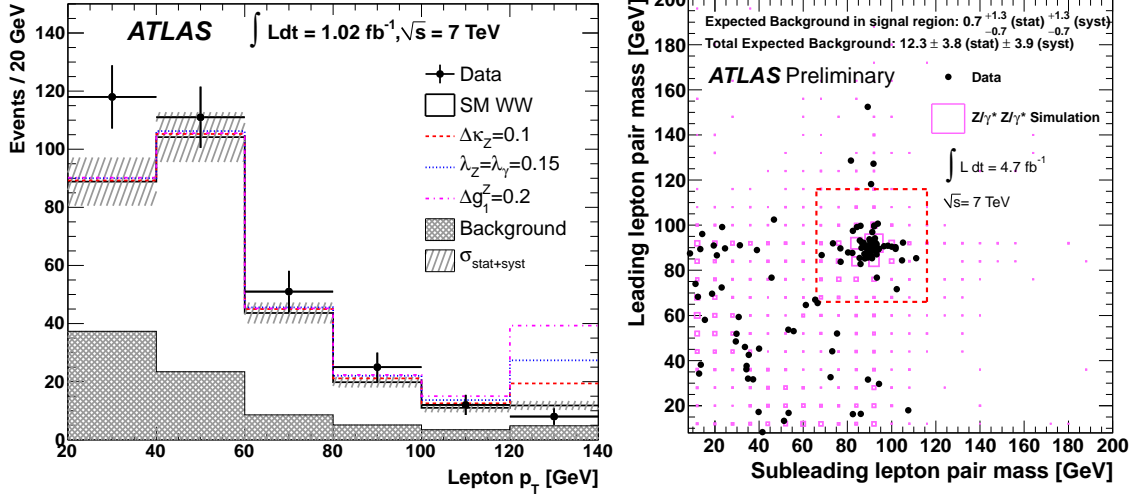 ATLAS ∫ Ldt = 1.02 fb⁻¹,√s = 7 TeV
Data
SM WW
Δκ_Z=0.1
λ_Z=λ_γ=0.15
Δg₁^Z=0.2
Background
σ_stat+syst
Events / 20 GeV
140
120
100
80
60
40
20
0
20 40 60 80 100 120 140
Lepton p_T [GeV]
Expected Background in signal region: 0.7 +1.3 −0.7 (stat) +1.3 −0.7 (syst)
Total Expected Background: 12.3 ± 3.8 (stat) ± 3.9 (syst)
ATLAS Preliminary
Data
Z/γ* Z/γ* Simulation
∫ L dt = 4.7 fb⁻¹
√s= 7 TeV
Leading lepton pair mass [GeV]
200
180
160
140
120
100
80
60
40
20
20 40 60 80 100 120 140 160 180 200
Subleading lepton pair mass [GeV]